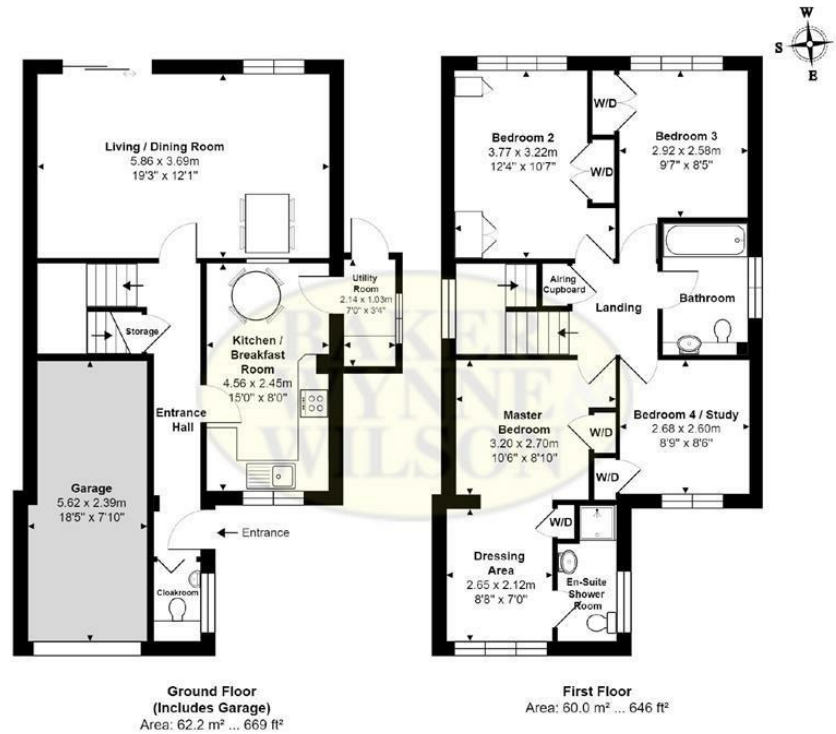 W
S
E
Living / Dining Room
5.86 x 3.69m
19'3" x 12'1"
Utility
Room
2.14 x 1.03m
7'0" x 3'4"
Storage
Kitchen /
Breakfast
Room
4.56 x 2.45m
15'0" x 8'0"
Entrance
Hall
Garage
5.62 x 2.39m
18'5" x 7'10"
Entrance
Cloakroom
Ground Floor
(Includes Garage)
Area: 62.2 m² ... 669 ft²
Bedroom 2
3.77 x 3.22m
12'4" x 10'7"
W/D
W/D
Bedroom 3
2.92 x 2.58m
9'7" x 8'5"
Airing
Cupboard
Landing
Bathroom
Master
Bedroom
3.20 x 2.70m
10'6" x 8'10"
W/D
W/D
Bedroom 4 / Study
2.68 x 2.60m
8'9" x 8'6"
W/D
Dressing
Area
2.65 x 2.12m
8'8" x 7'0"
En-Suite
Shower
Room
First Floor
Area: 60.0 m² ... 646 ft²
BAKER
WYNNE
WILSON